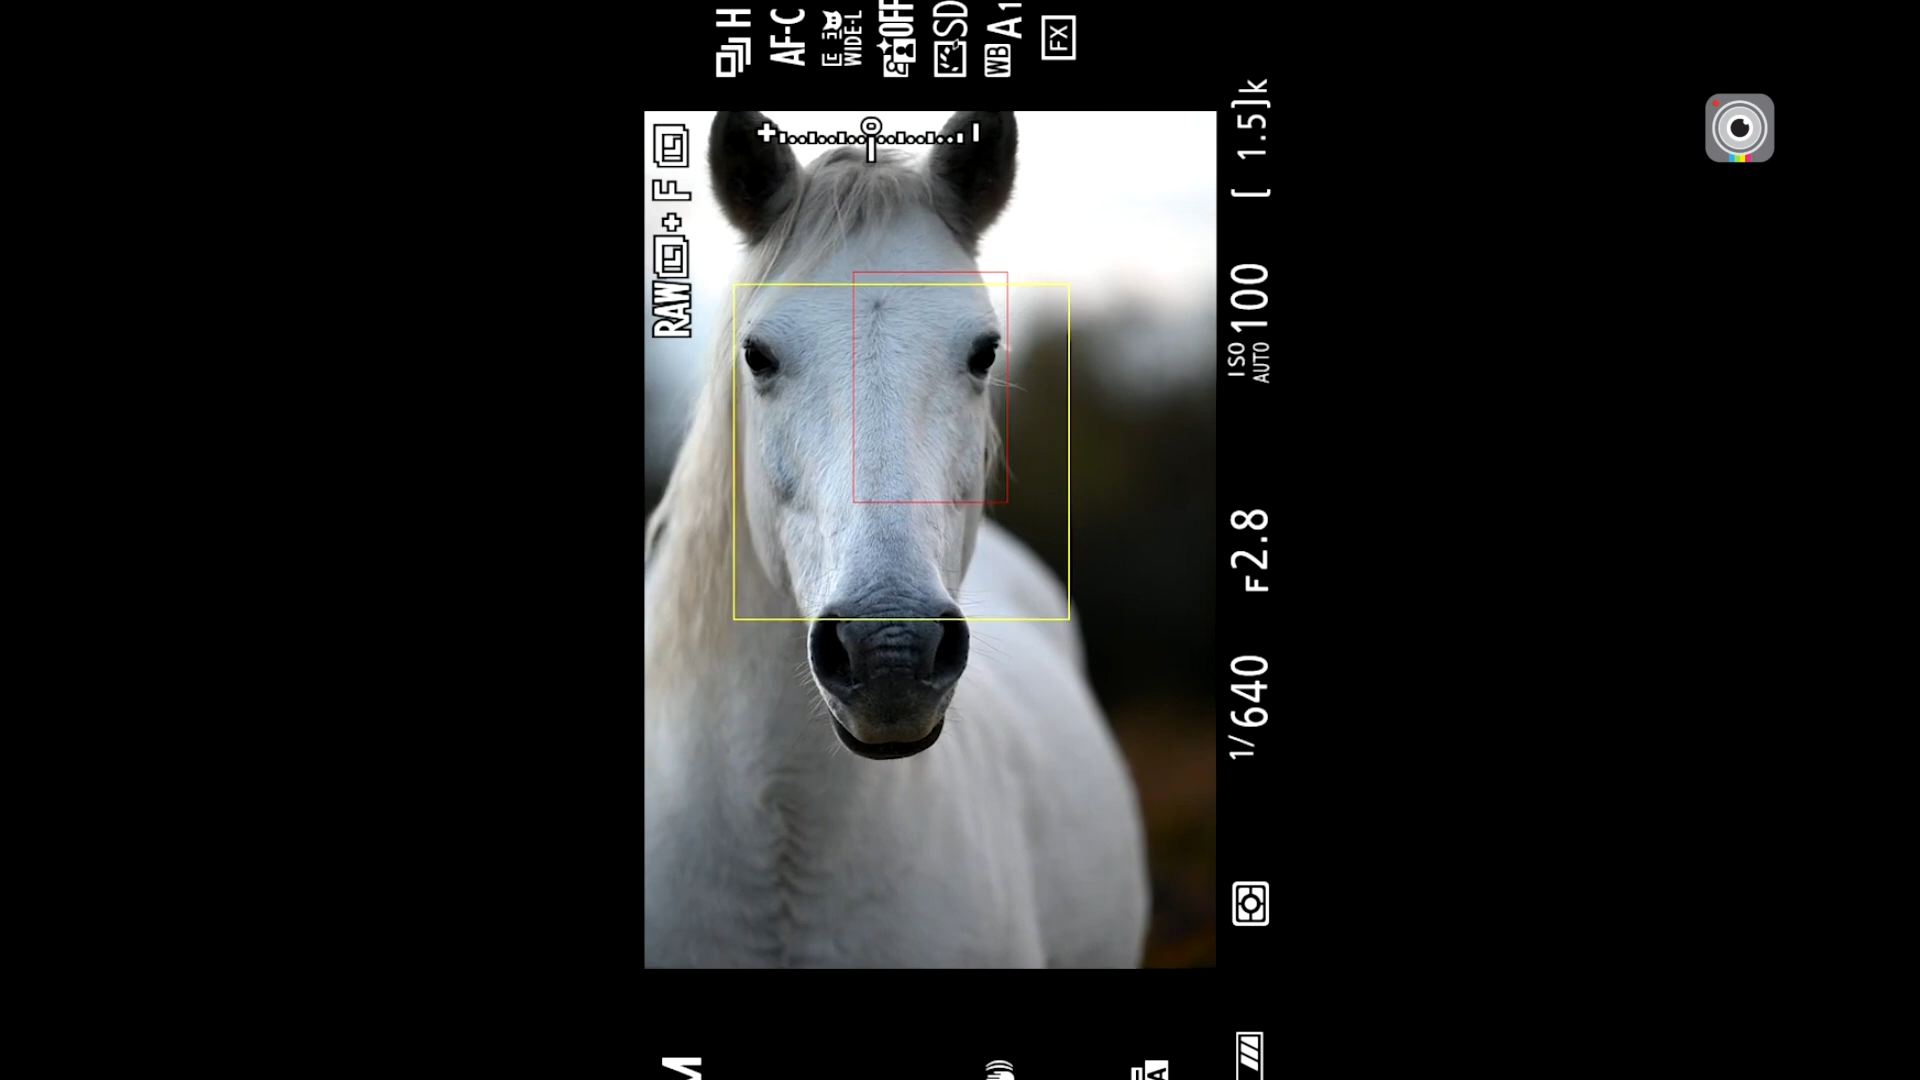 H
AF-C
WIDE-L
OFF
SD
WB A1
FX
RAW + F
ISO AUTO 100
[ 1.5]k
F2.8
1/640
M
A